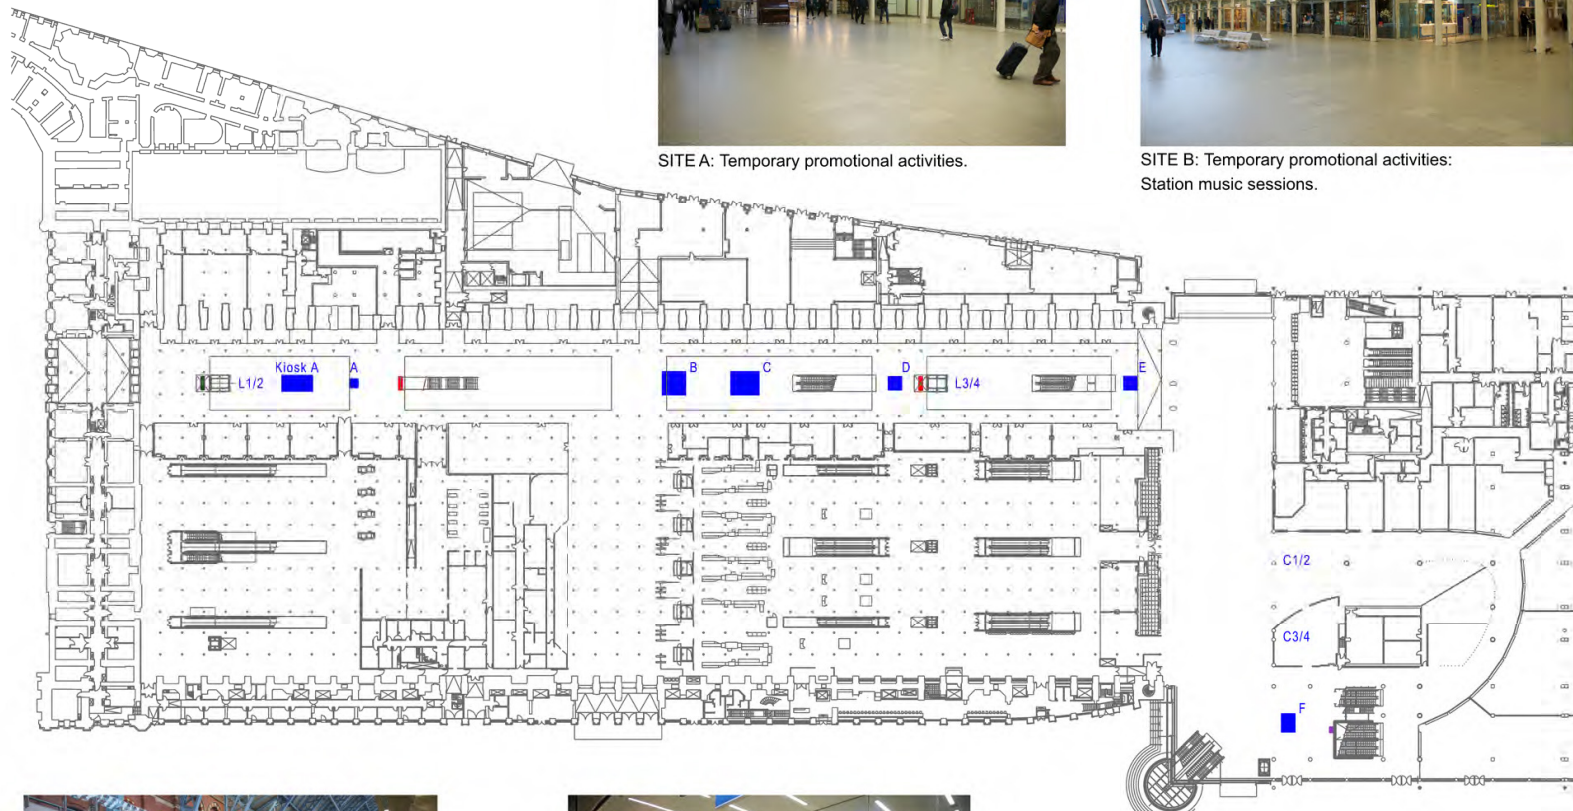 SITE A: Temporary promotional activities.
SITE B: Temporary promotional activities:
Station music sessions.
Kiosk A
A
L1/2
B
C
D
L3/4
E
C1/2
C3/4
F